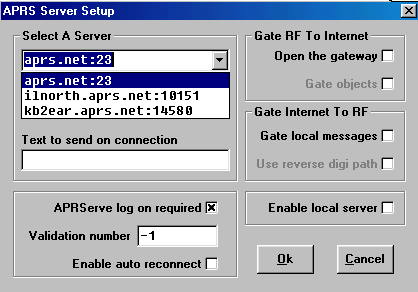 APRS Server Setup
Select A Server
aprs.net:23
aprs.net:23
ilnorth.aprs.net:10151
kb2ear.aprs.net:14580
Text to send on connection
APRServe log on required
Validation number -1
Enable auto reconnect
Gate RF To Internet
Open the gateway
Gate objects
Gate Internet To RF
Gate local messages
Use reverse digi path
Enable local server
Ok
Cancel